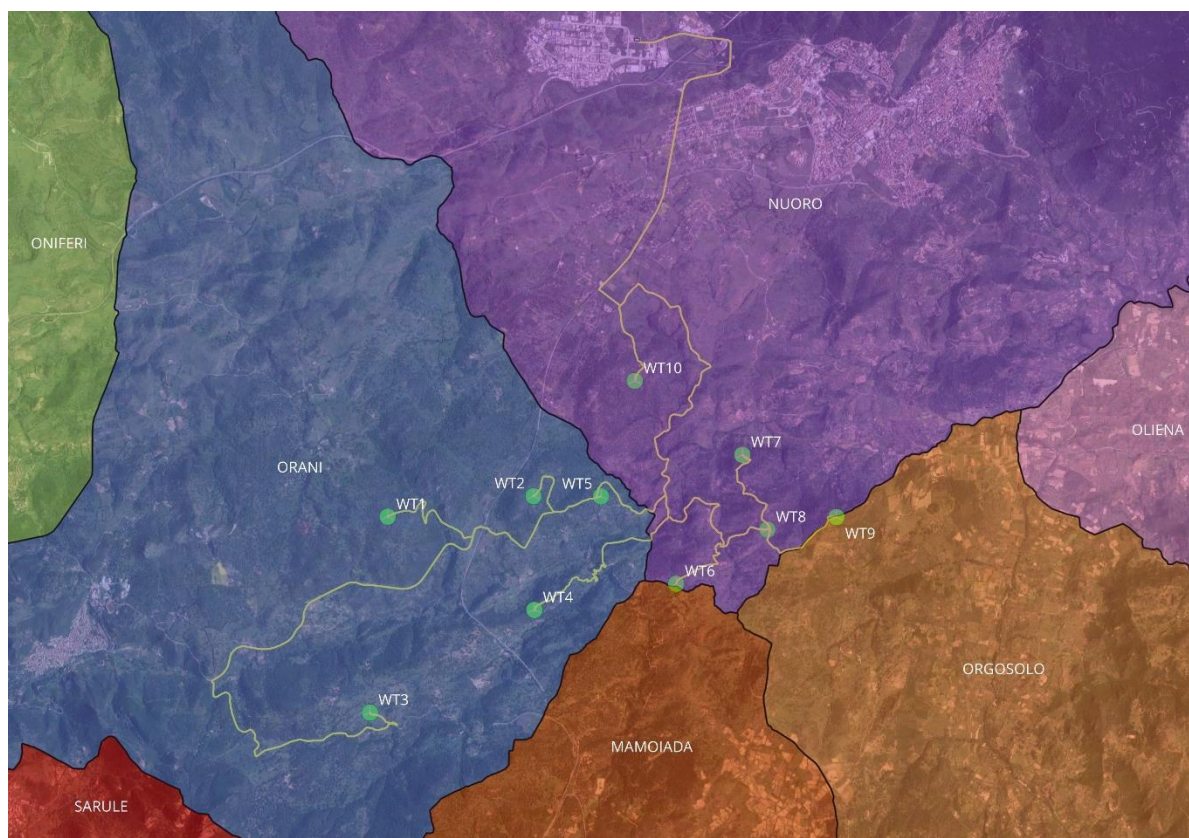 NUORO
ONIFERI
WT10
OLIENA
WT7
ORANI
WT2
WT5
WT1
WT8
WT9
WT6
WT4
ORGOSOLO
WT3
MAMOIADA
SARULE